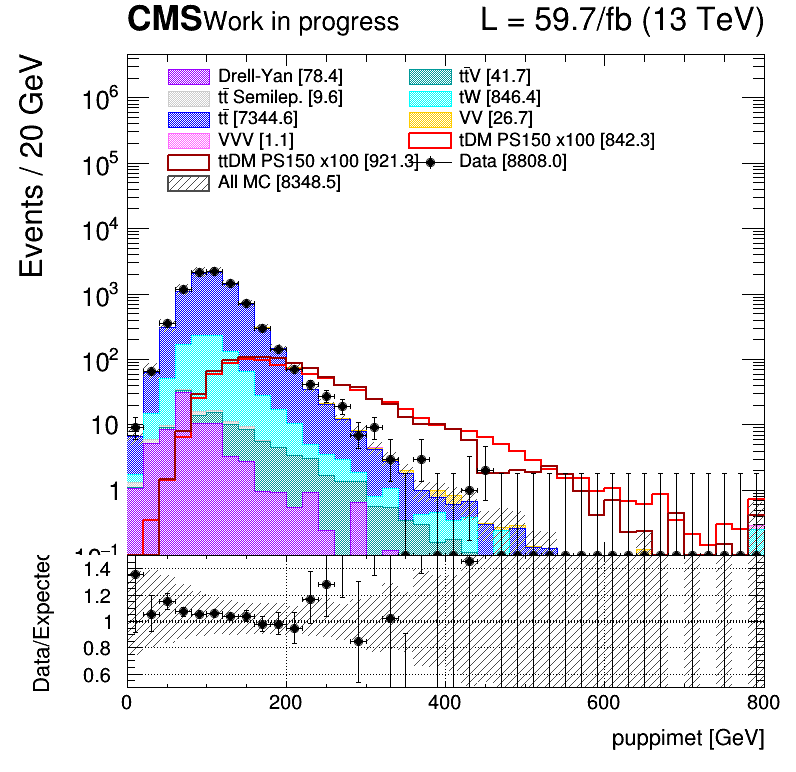 CMS Work in progress L = 59.7/fb (13 TeV)
Events / 20 GeV
Drell-Yan [78.4] tt̄V [41.7]
tt̄ Semilep. [9.6] tW [846.4]
tt̄ [7344.6] VV [26.7]
VVV [1.1] tDM PS150 x100 [842.3]
ttDM PS150 x100 [921.3] Data [8808.0]
All MC [8348.5]
10⁶
10⁵
10⁴
10³
10²
10
1
10⁻¹
Data/Expected
1.4
1.2
1
0.8
0.6
0 200 400 600 800
puppimet [GeV]